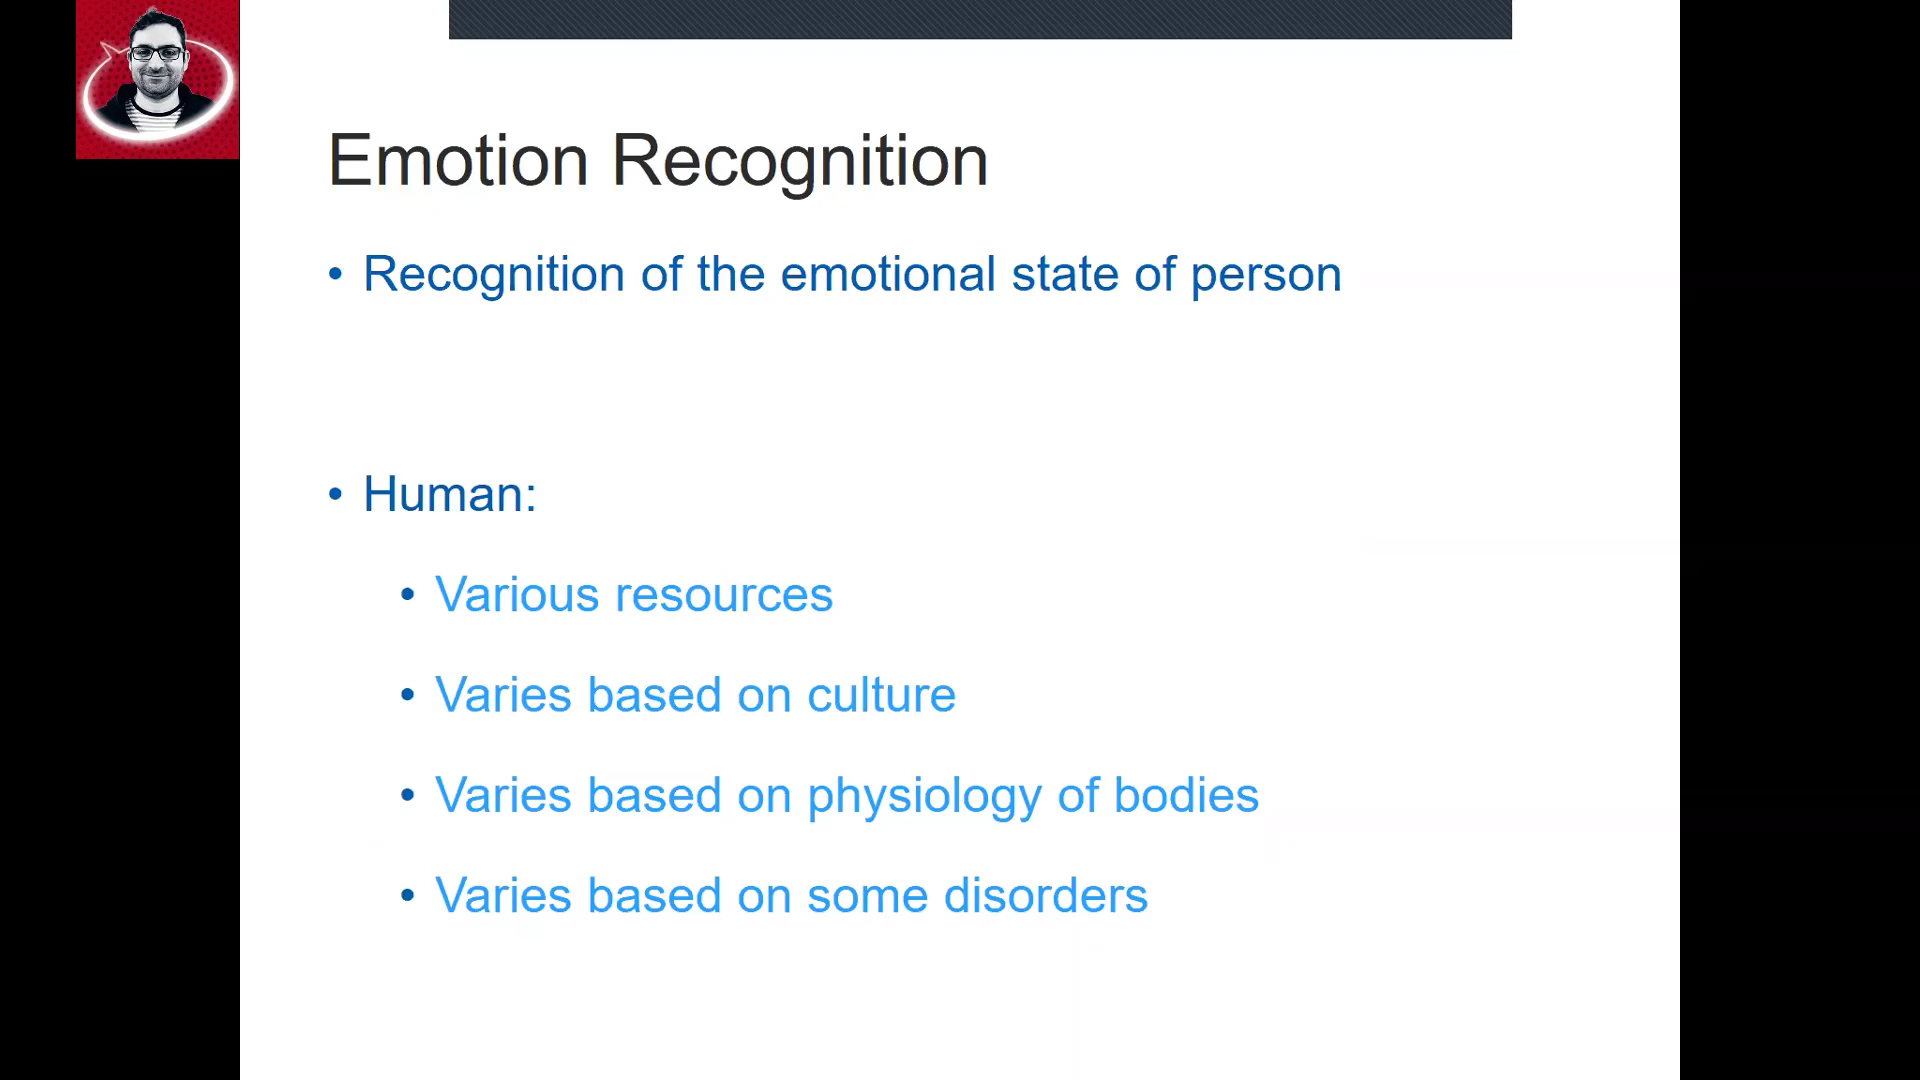 Emotion Recognition
• Recognition of the emotional state of person
• Human:
• Various resources
• Varies based on culture
• Varies based on physiology of bodies
• Varies based on some disorders